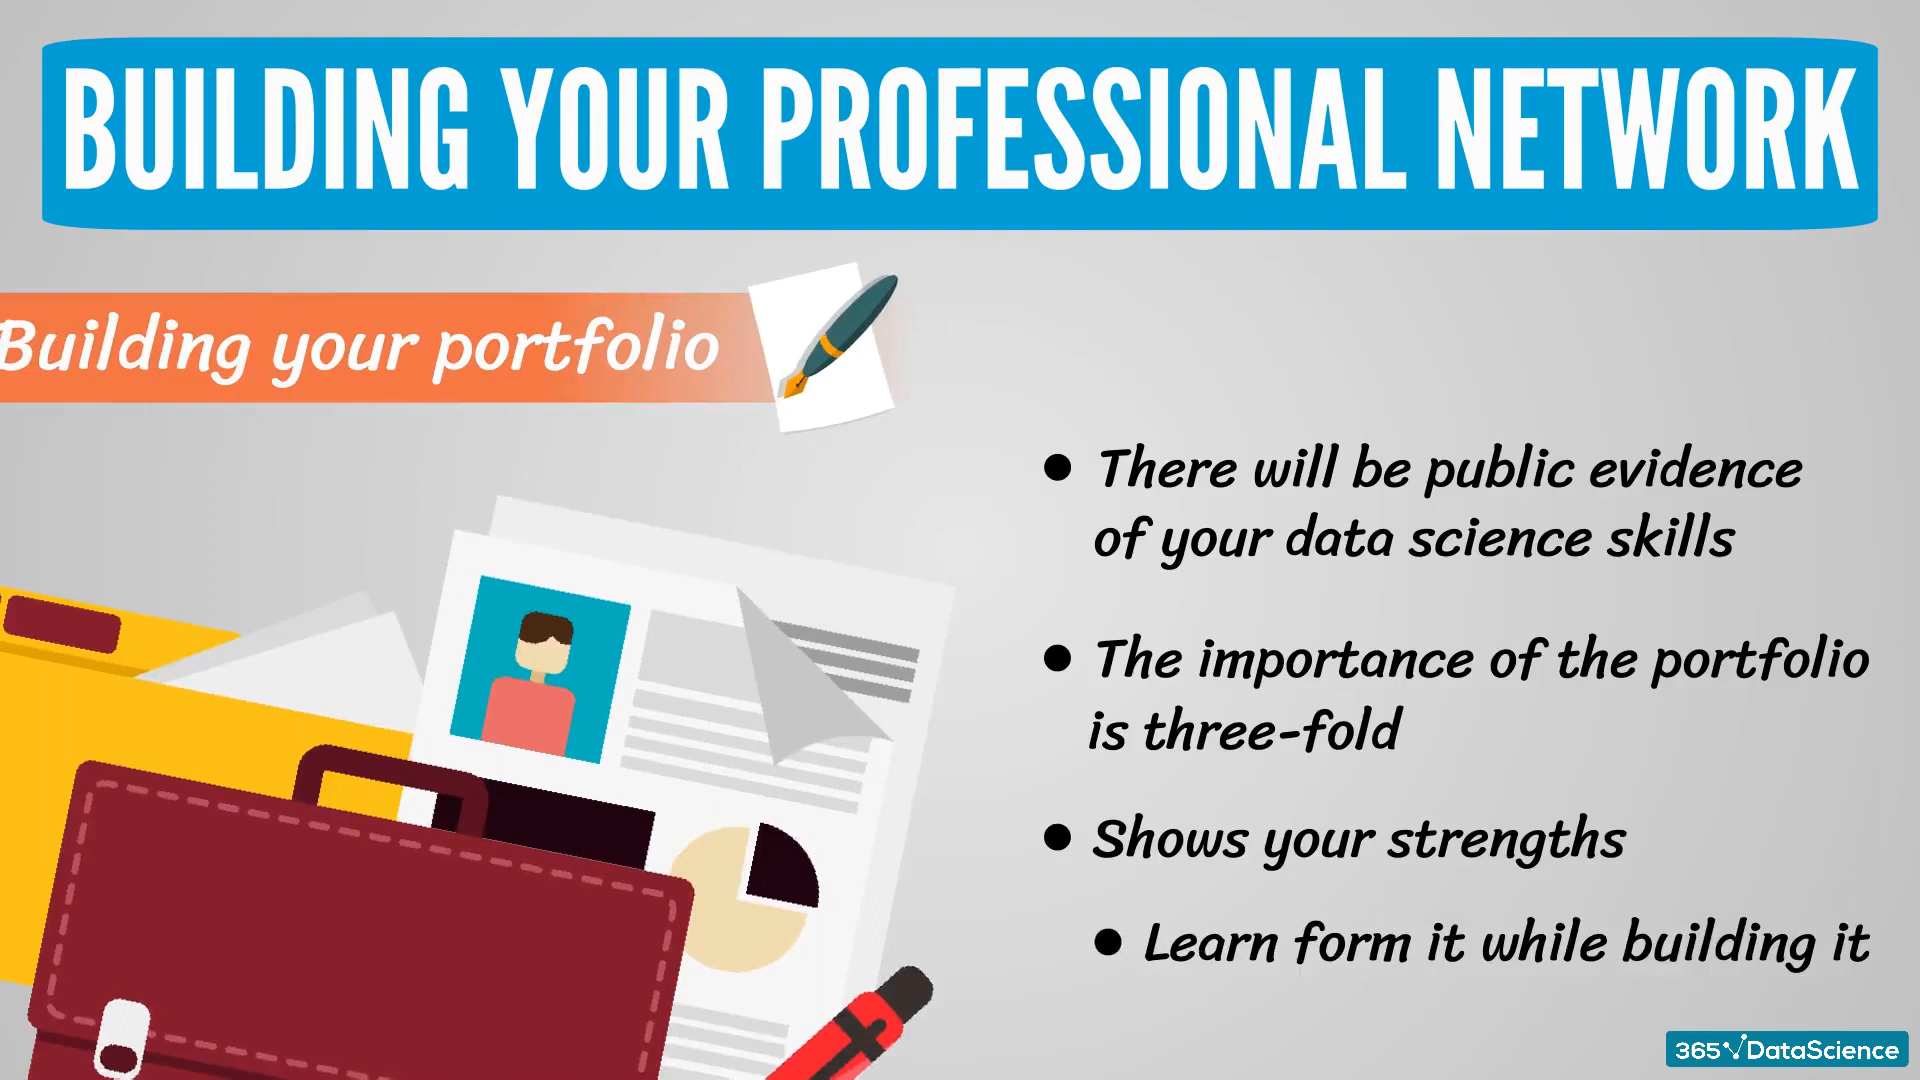 BUILDING YOUR PROFESSIONAL NETWORK
Building your portfolio
• There will be public evidence
of your data science skills
• The importance of the portfolio
is three-fold
• Shows your strengths
• Learn form it while building it
365 DataScience